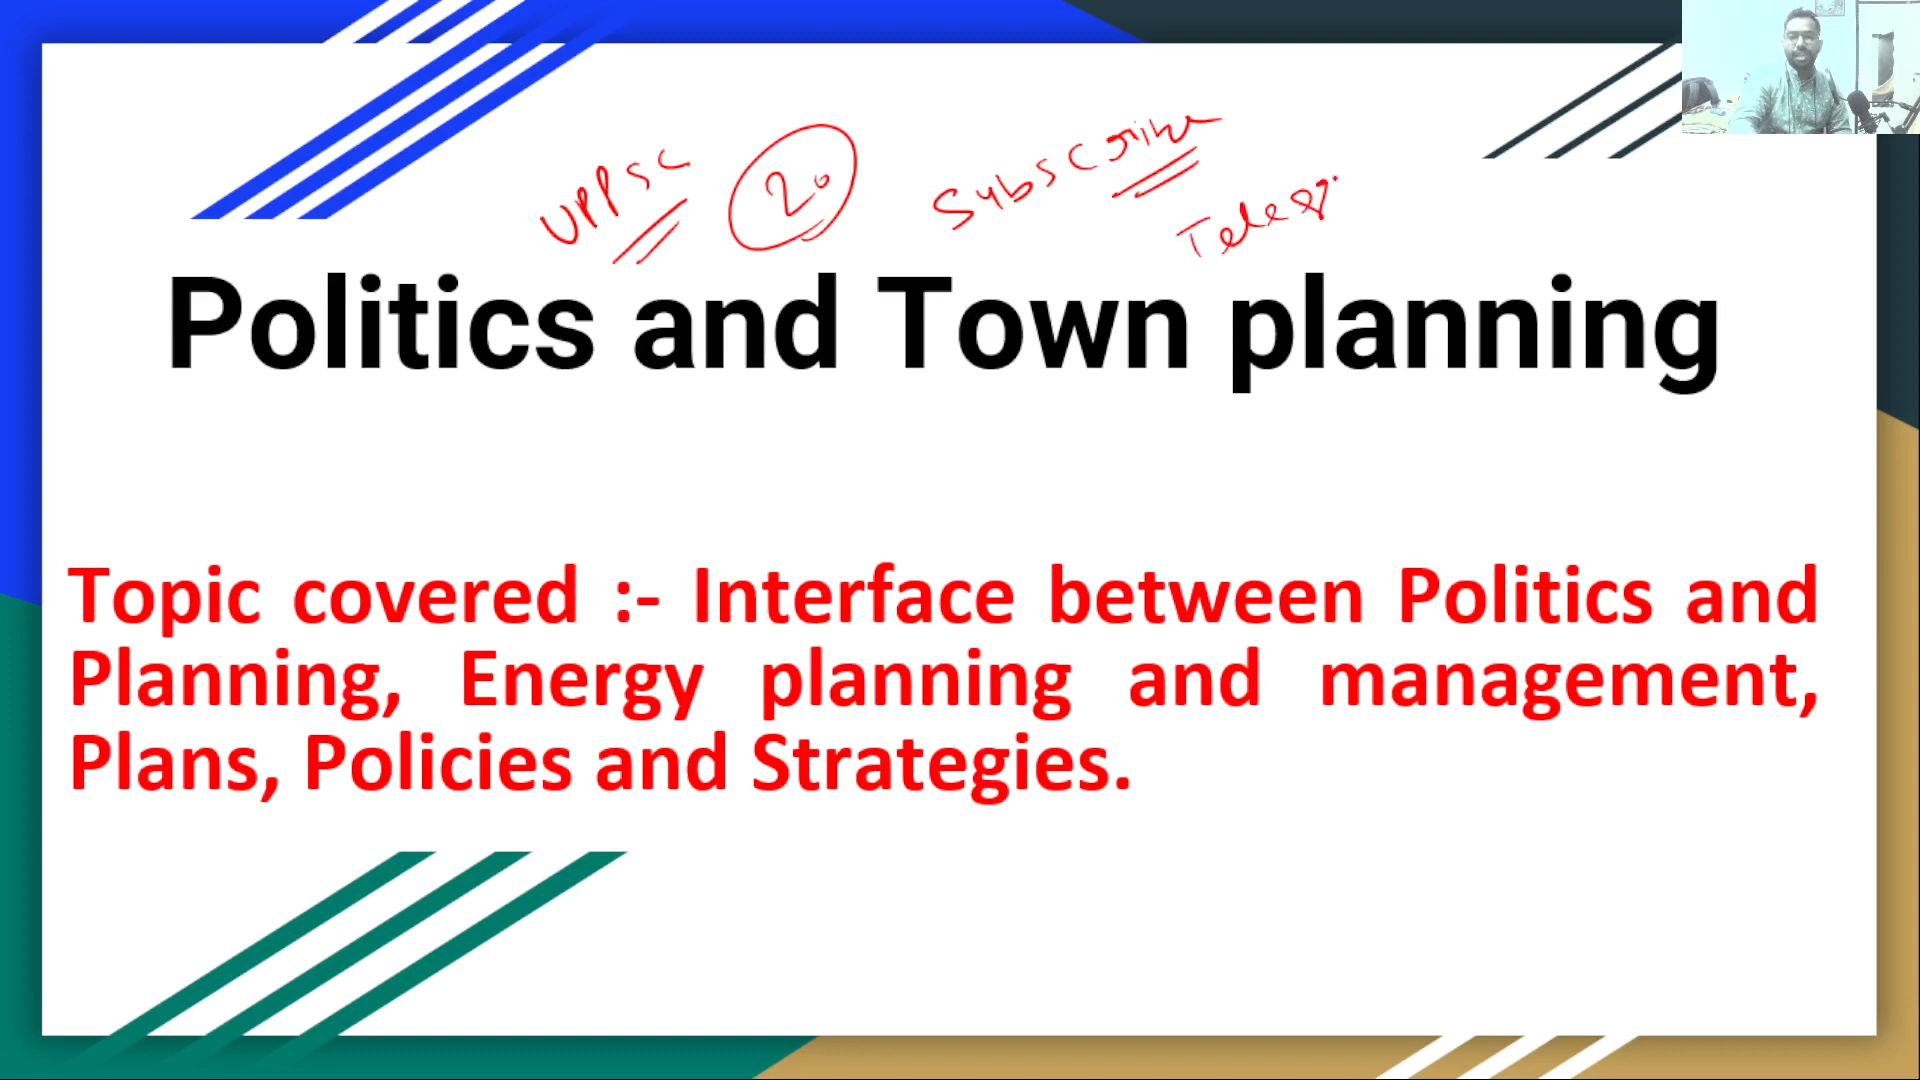 UPPSC 20 Subscribe
Telegr.
Politics and Town planning
Topic covered :- Interface between Politics and
Planning, Energy planning and management,
Plans, Policies and Strategies.